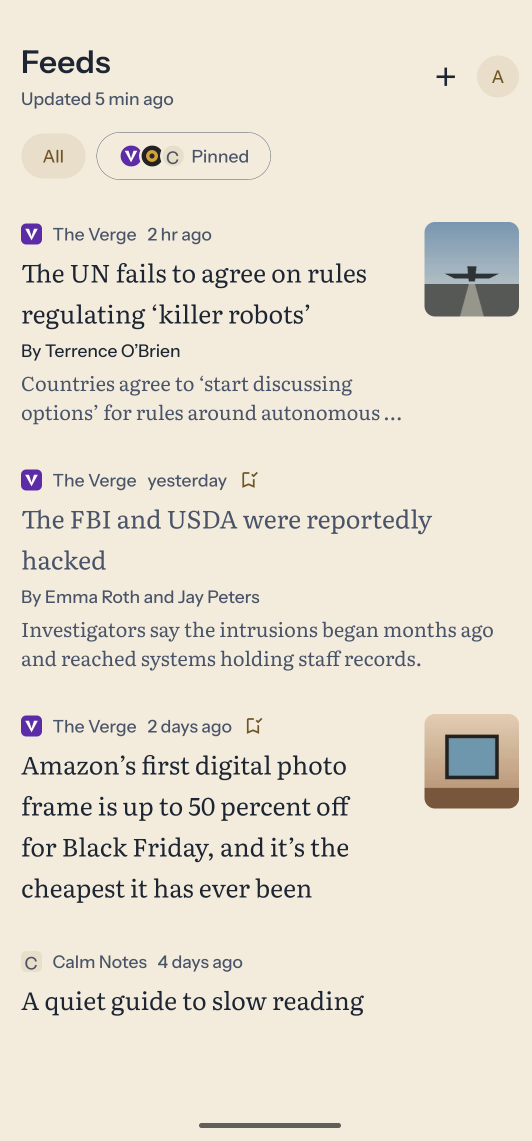 Feeds
Updated 5 min ago
A
All
V C Pinned
V The Verge 2 hr ago
The UN fails to agree on rules
regulating ‘killer robots’
By Terrence O’Brien
Countries agree to ‘start discussing
options’ for rules around autonomous ...
V The Verge yesterday
The FBI and USDA were reportedly
hacked
By Emma Roth and Jay Peters
Investigators say the intrusions began months ago
and reached systems holding staff records.
V The Verge 2 days ago
Amazon’s first digital photo
frame is up to 50 percent off
for Black Friday, and it’s the
cheapest it has ever been
C Calm Notes 4 days ago
A quiet guide to slow reading